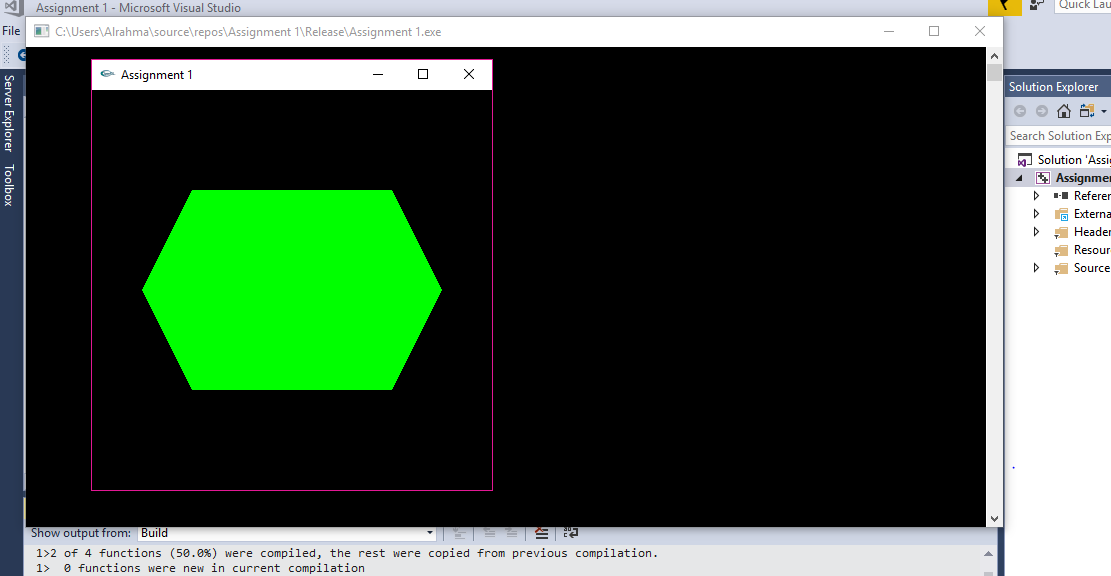 Assignment 1 - Microsoft Visual Studio
Quick Lau
File
C:\Users\Alrahma\source\repos\Assignment 1\Release\Assignment 1.exe
Assignment 1
Server Explorer
Toolbox
Solution Explorer
Search Solution Exp
Solution 'Assi
Assignmen
Referen
Externa
Header
Resour
Source
Show output from: Build
1>2 of 4 functions (50.0%) were compiled, the rest were copied from previous compilation.
1>  0 functions were new in current compilation